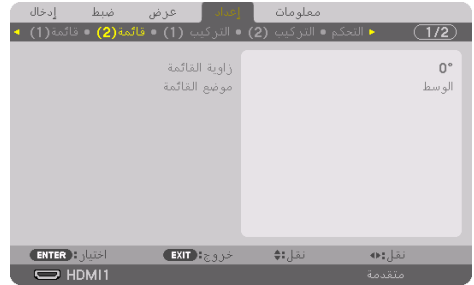 إدخال ضبط عرض إعداد معلومات
◄ قائمة(1) • قائمة(2) • التركيب (1) • التركيب (2) • التحكم ► 1/2
زاوية القائمة 0°
موضع القائمة الوسط
ENTER :اختيار EXIT :خروج نقل: نقل:
HDMI1 متقدمة